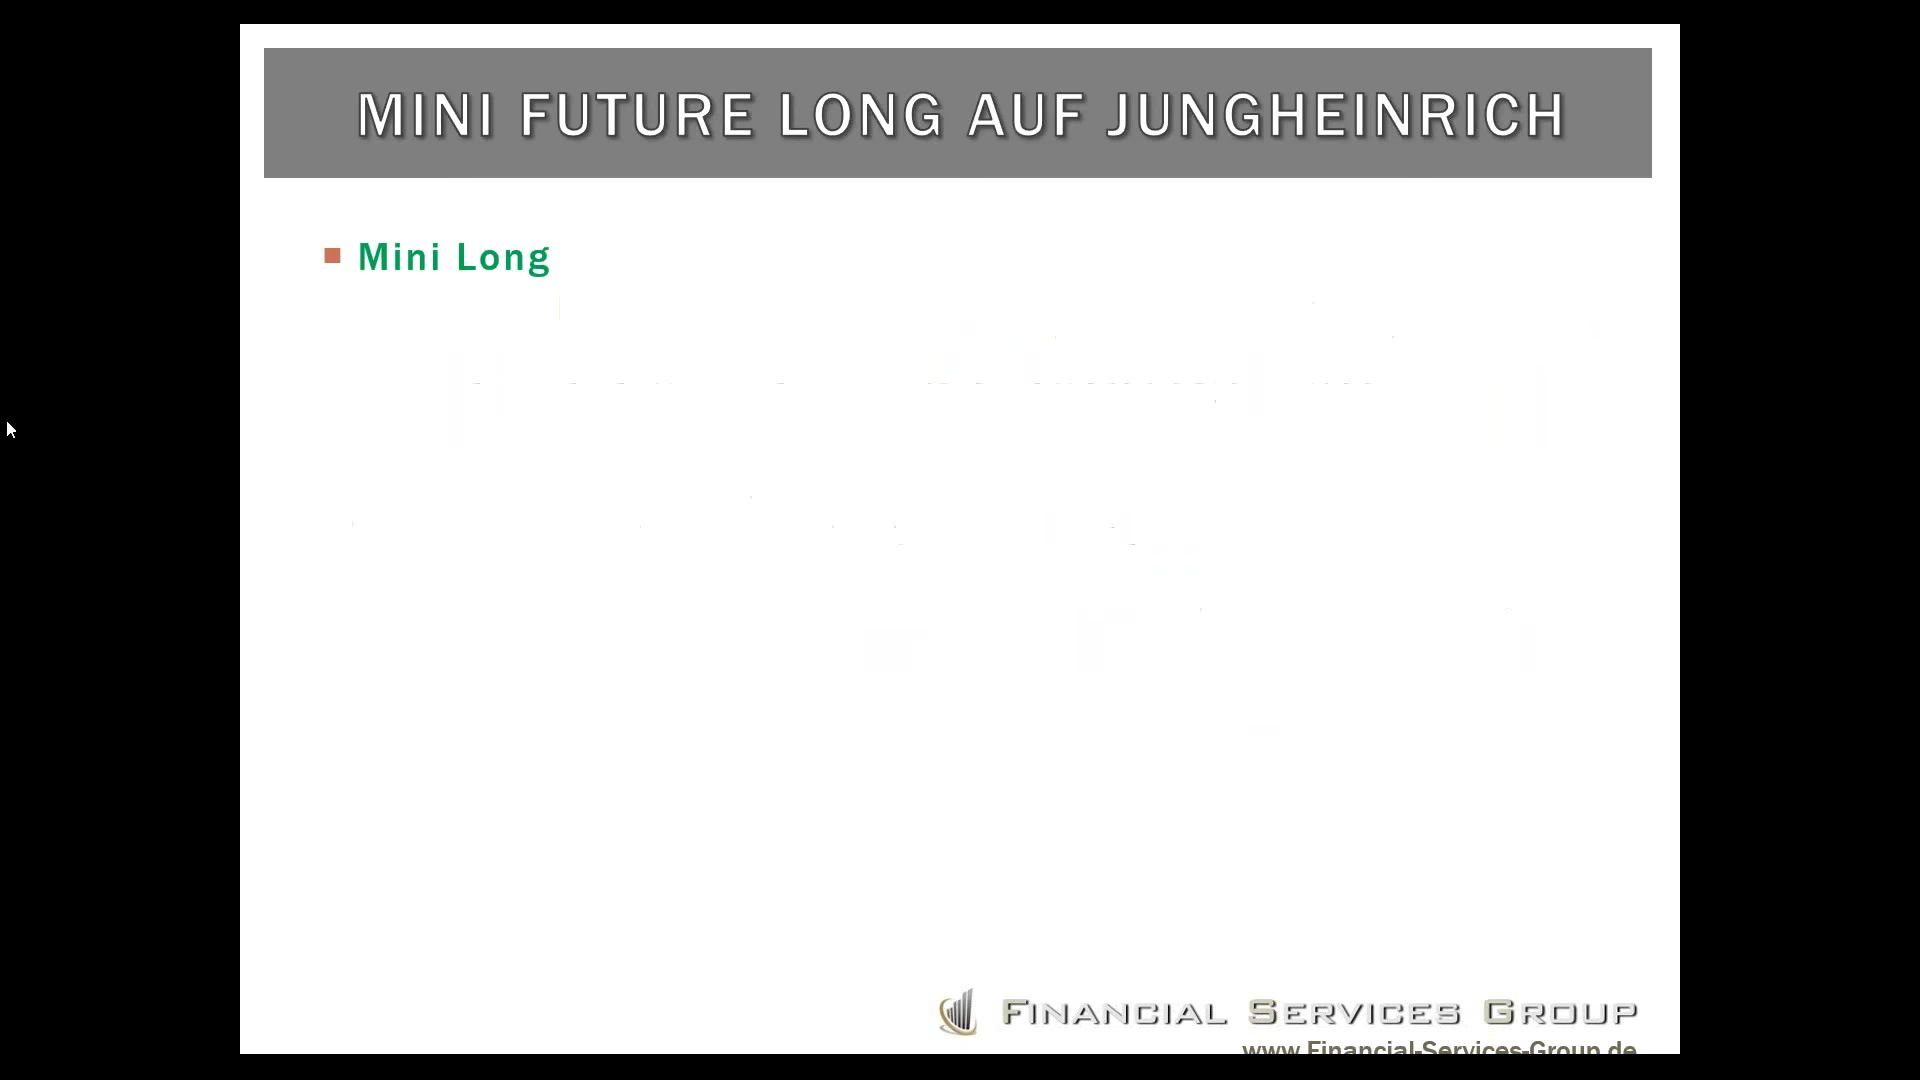 MINI FUTURE LONG AUF JUNGHEINRICH
Mini Long
FINANCIAL SERVICES GROUP
www.Financial-Services-Group.de